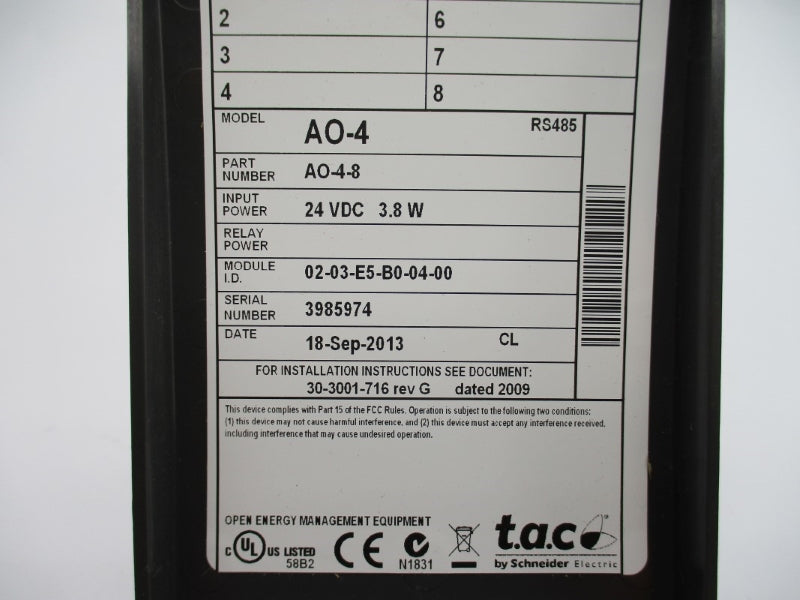 2 6
3 7
4 8
MODEL AO-4 RS485
PART NUMBER AO-4-8
INPUT POWER 24 VDC 3.8 W
RELAY POWER
MODULE I.D. 02-03-E5-B0-04-00
SERIAL NUMBER 3985974
DATE 18-Sep-2013 CL
FOR INSTALLATION INSTRUCTIONS SEE DOCUMENT:
30-3001-716 rev G dated 2009
This device complies with Part 15 of the FCC Rules. Operation is subject to the following two conditions:
(1) this device may not cause harmful interference, and (2) this device must accept any interference received,
including interference that may cause undesired operation.
OPEN ENERGY MANAGEMENT EQUIPMENT
C UL US LISTED
58B2
CE
N1831
t.a.c
by Schneider Electric